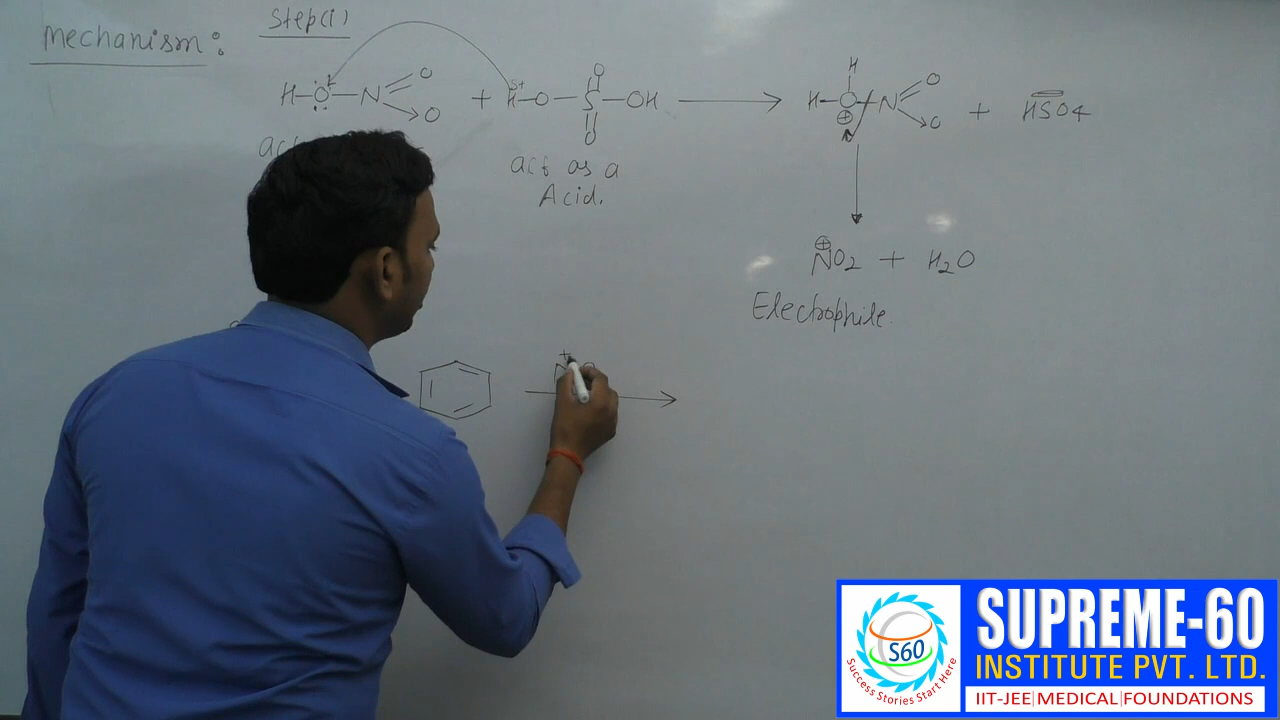 Mechanism:
Step(i)
H-O-N=O→O + H-O-S-OH → H-O-N=O→O + HSO4
δ+
O
O
H
⊕
act as a
Acid.
⊕
NO2 + H2O
Electrophile.
+
S60
Success Stories Start Here
SUPREME-60
INSTITUTE PVT. LTD.
IIT-JEE|MEDICAL|FOUNDATIONS